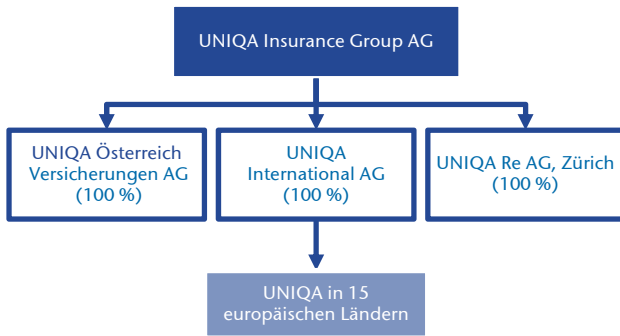 UNIQA Insurance Group AG
UNIQA Österreich
Versicherungen AG
(100 %)
UNIQA
International AG
(100 %)
UNIQA Re AG, Zürich
(100 %)
UNIQA in 15
europäischen Ländern